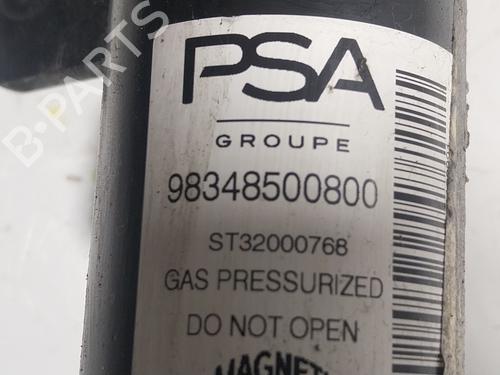 B-PARTS
PSA
GROUPE
98348500800
ST32000768
GAS PRESSURIZED
DO NOT OPEN